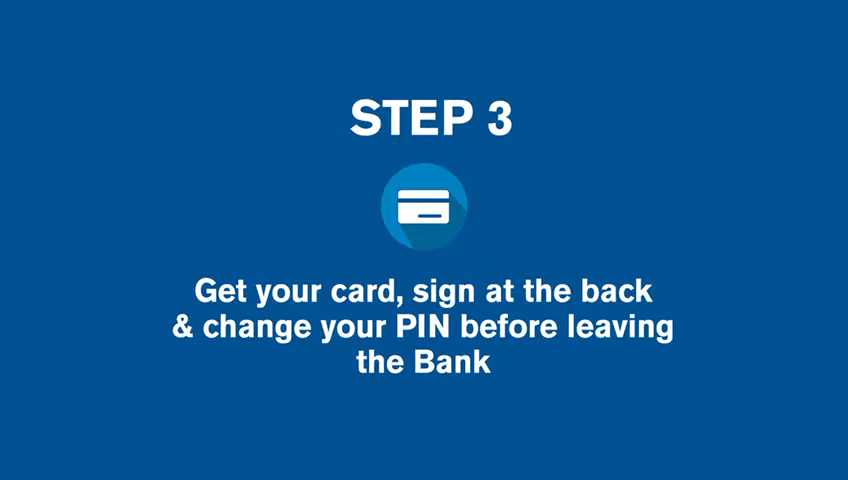 STEP 3
Get your card, sign at the back
& change your PIN before leaving
the Bank